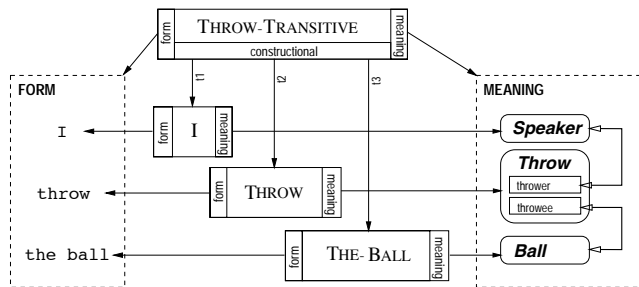 form THROW-TRANSITIVE meaning
constructional
t1 t2 t3
FORM MEANING
I form I meaning Speaker
Throw
thrower
throw form THROW meaning
throwee
the ball form THE-BALL meaning Ball